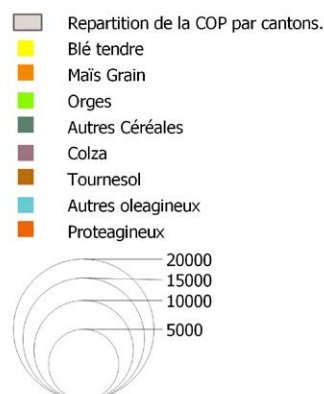 Repartition de la COP par cantons.
Blé tendre
Maïs Grain
Orges
Autres Céréales
Colza
Tournesol
Autres oleagineux
Proteagineux
20000
15000
10000
5000